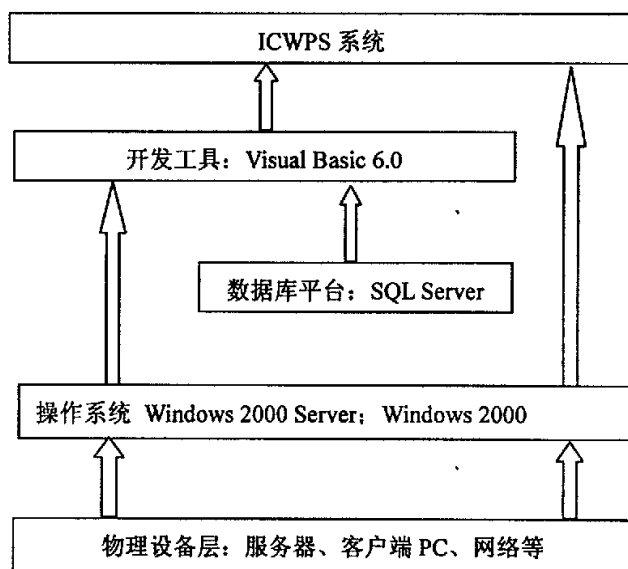 ICWPS 系统
开发工具：Visual Basic 6.0
数据库平台：SQL Server
操作系统 Windows 2000 Server；Windows 2000
物理设备层：服务器、客户端 PC、网络等